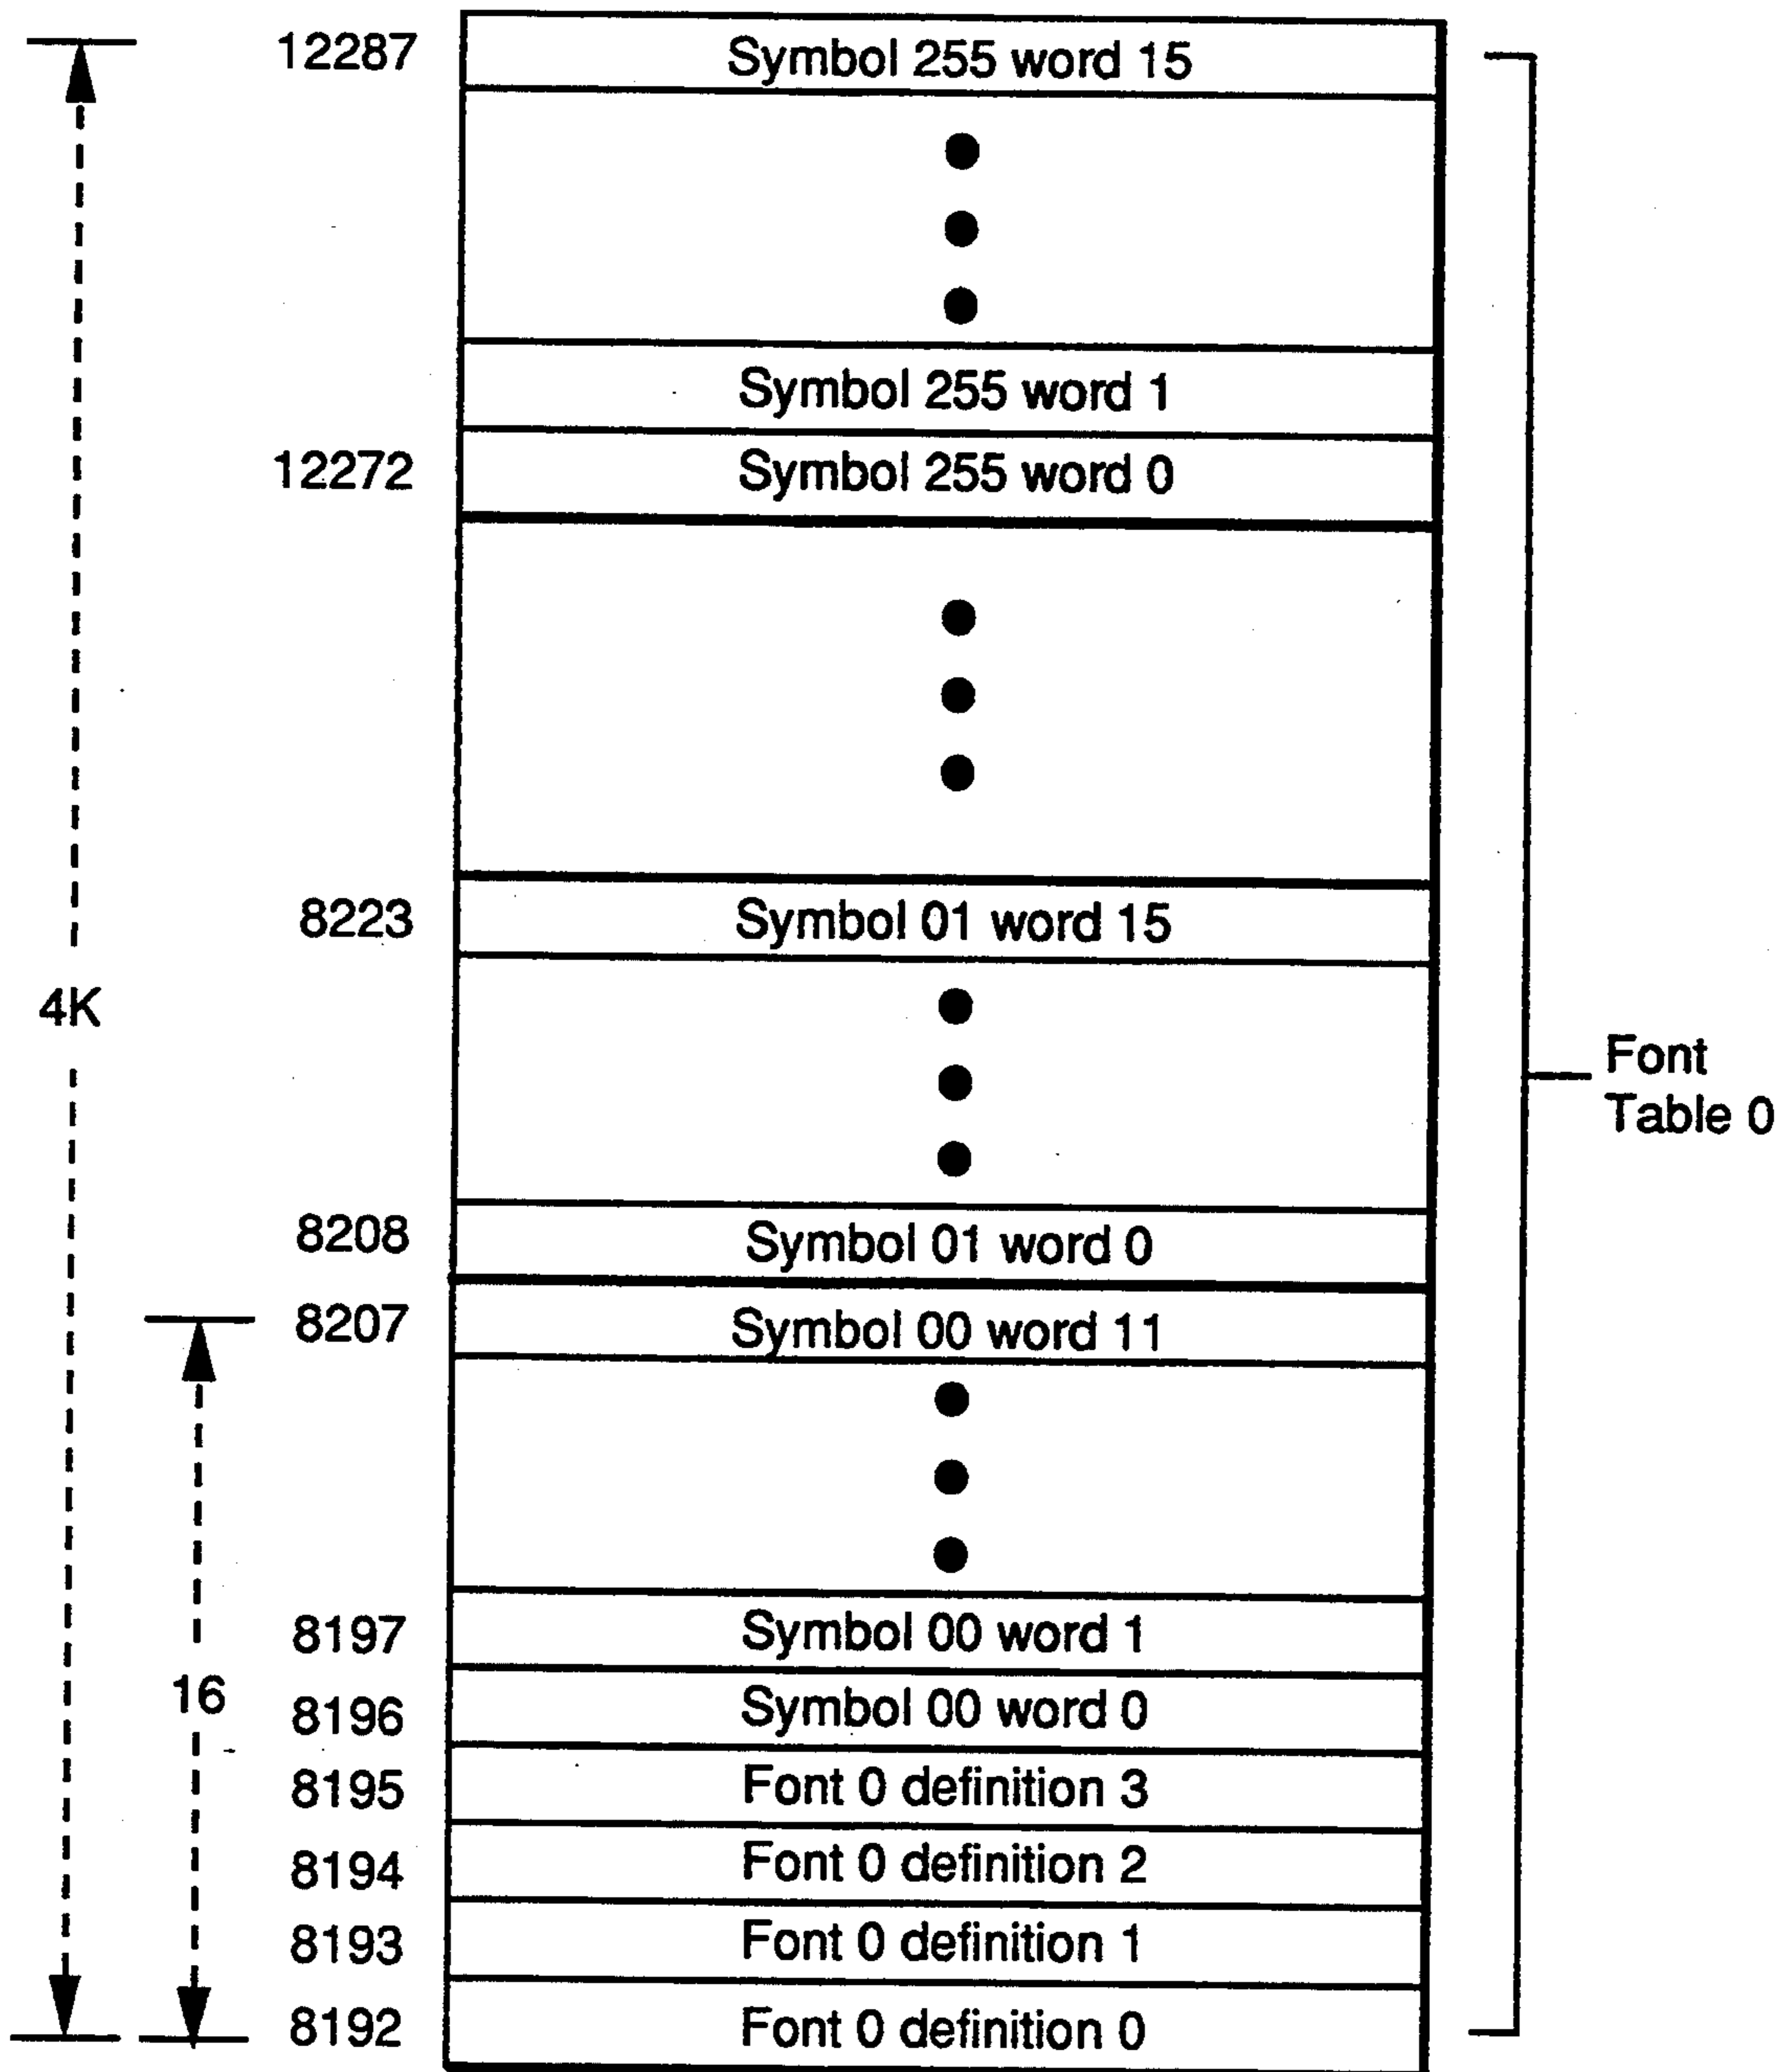 12287 Symbol 255 word 15
Symbol 255 word 1
12272 Symbol 255 word 0
8223 Symbol 01 word 15
4K
Font
Table 0
8208 Symbol 01 word 0
8207 Symbol 00 word 11
8197 Symbol 00 word 1
16
8196 Symbol 00 word 0
8195 Font 0 definition 3
8194 Font 0 definition 2
8193 Font 0 definition 1
8192 Font 0 definition 0